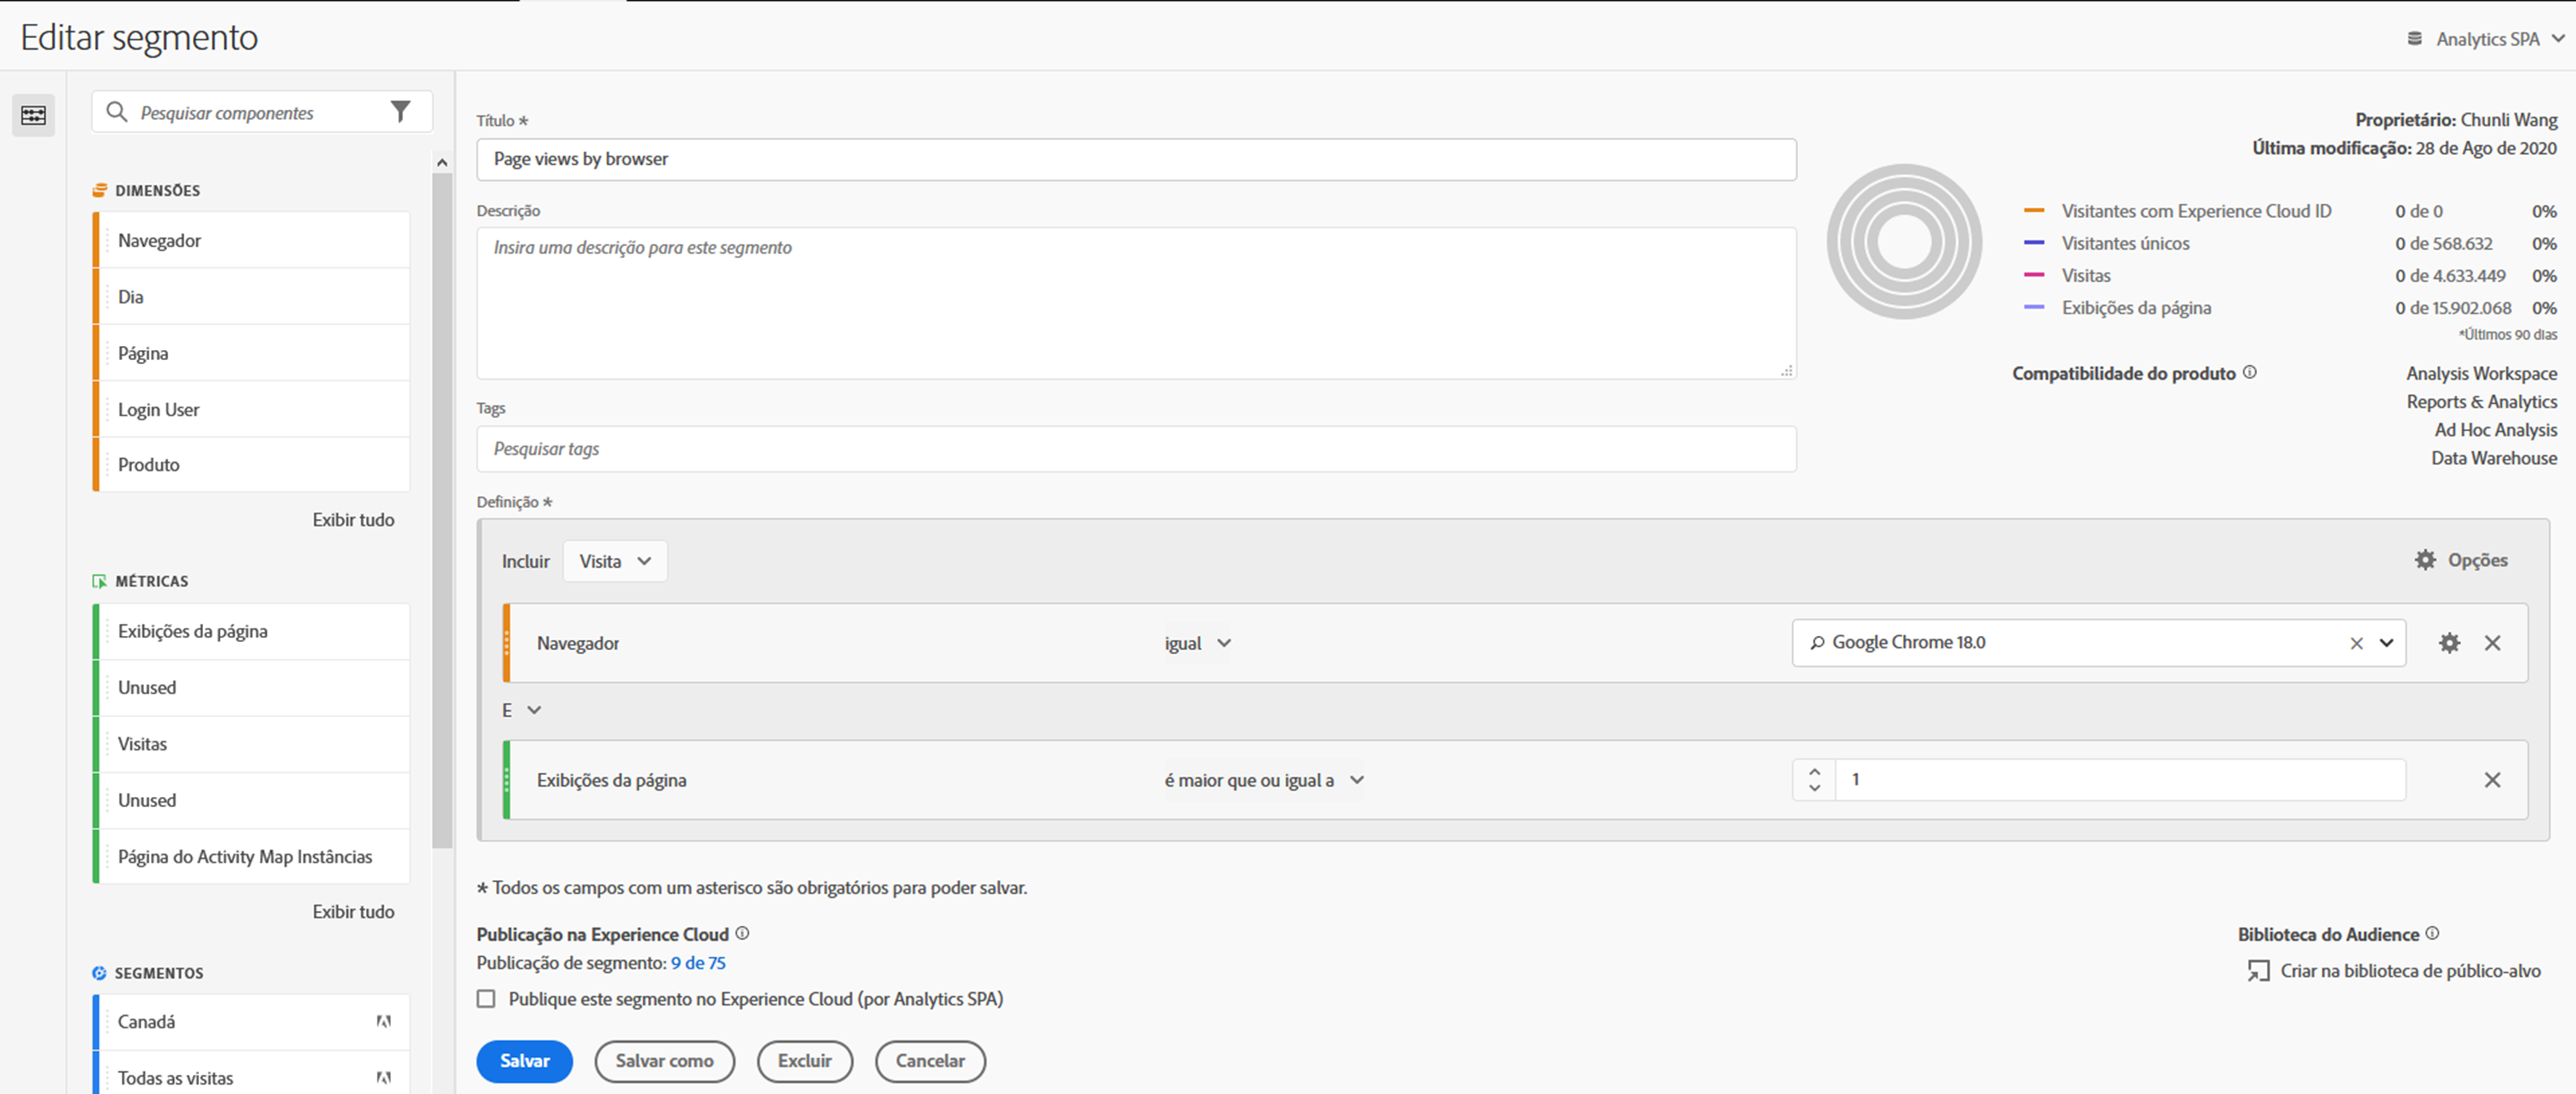 Editar segmento
Analytics SPA
Pesquisar componentes
DIMENSÕES
Navegador
Dia
Página
Login User
Produto
Exibir tudo
MÉTRICAS
Exibições da página
Unused
Visitas
Unused
Página do Activity Map Instâncias
Exibir tudo
SEGMENTOS
Canadá
Todas as visitas
Título *
Page views by browser
Descrição
Insira uma descrição para este segmento
Tags
Pesquisar tags
Proprietário: Chunli Wang
Última modificação: 28 de Ago de 2020
Visitantes com Experience Cloud ID 0 de 0 0%
Visitantes únicos 0 de 568.632 0%
Visitas 0 de 4.633.449 0%
Exibições da página 0 de 15.902.068 0%
*Últimos 90 dias
Compatibilidade do produto Analysis Workspace
Reports & Analytics
Ad Hoc Analysis
Data Warehouse
Definição *
Incluir Visita Opções
Navegador igual Google Chrome 18.0
E
Exibições da página é maior que ou igual a 1
* Todos os campos com um asterisco são obrigatórios para poder salvar.
Publicação na Experience Cloud
Publicação de segmento: 9 de 75
Publique este segmento no Experience Cloud (por Analytics SPA)
Biblioteca do Audience
Criar na biblioteca de público-alvo
Salvar Salvar como Excluir Cancelar